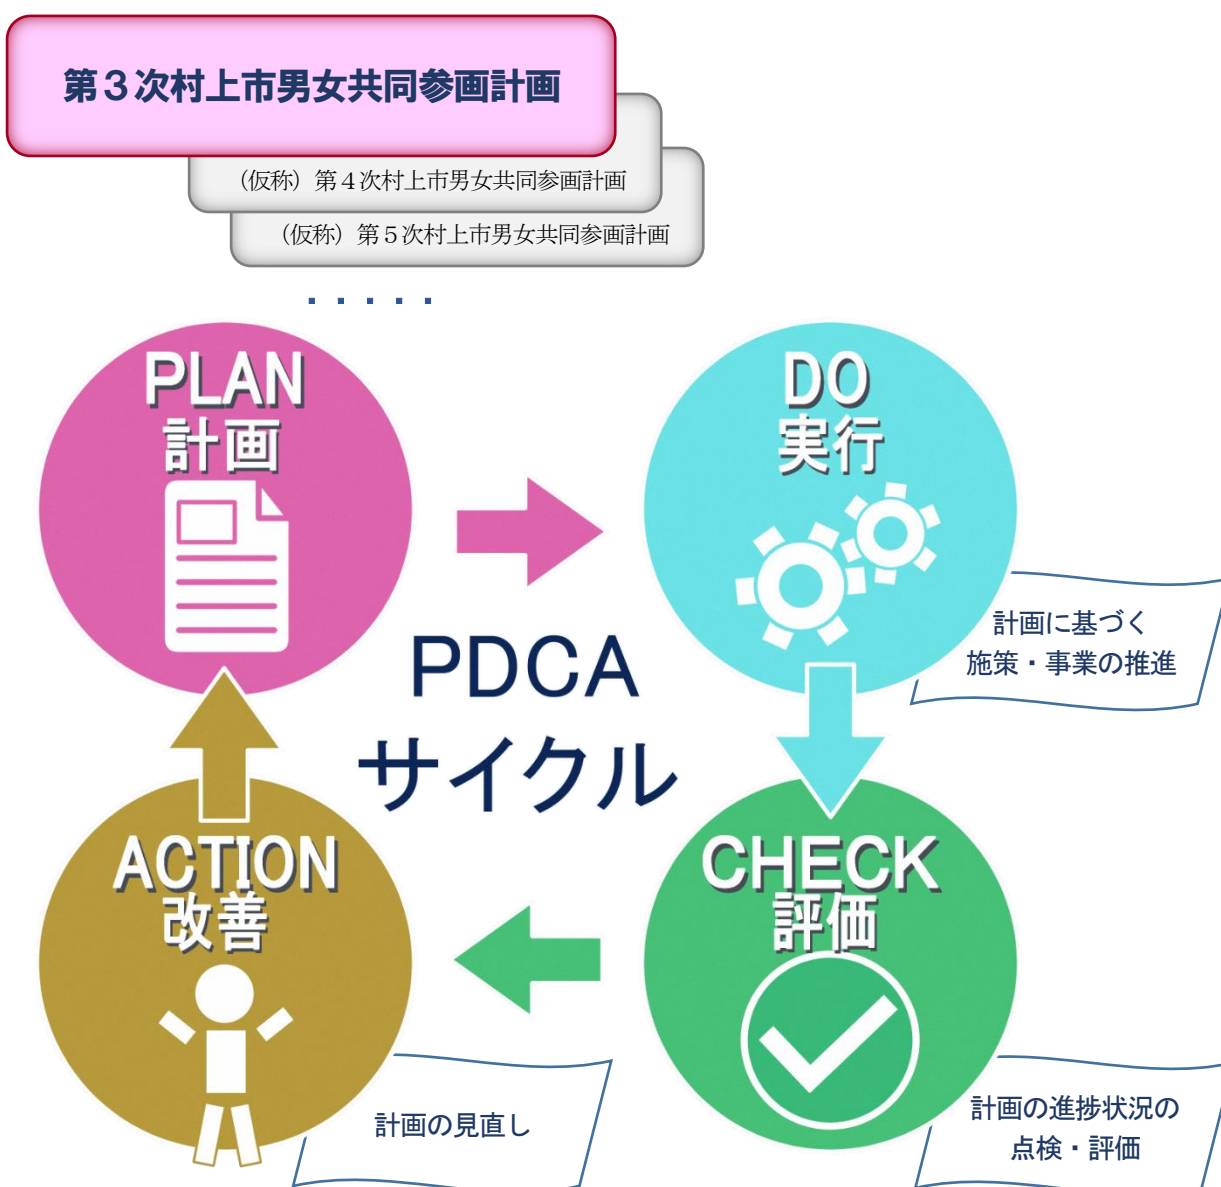 第３次村上市男女共同参画計画
（仮称）第４次村上市男女共同参画計画
（仮称）第５次村上市男女共同参画計画
・・・・・
PLAN
計画
DO
実行
計画に基づく
施策・事業の推進
PDCA
サイクル
ACTION
改善
CHECK
評価
計画の見直し
計画の進捗状況の
点検・評価